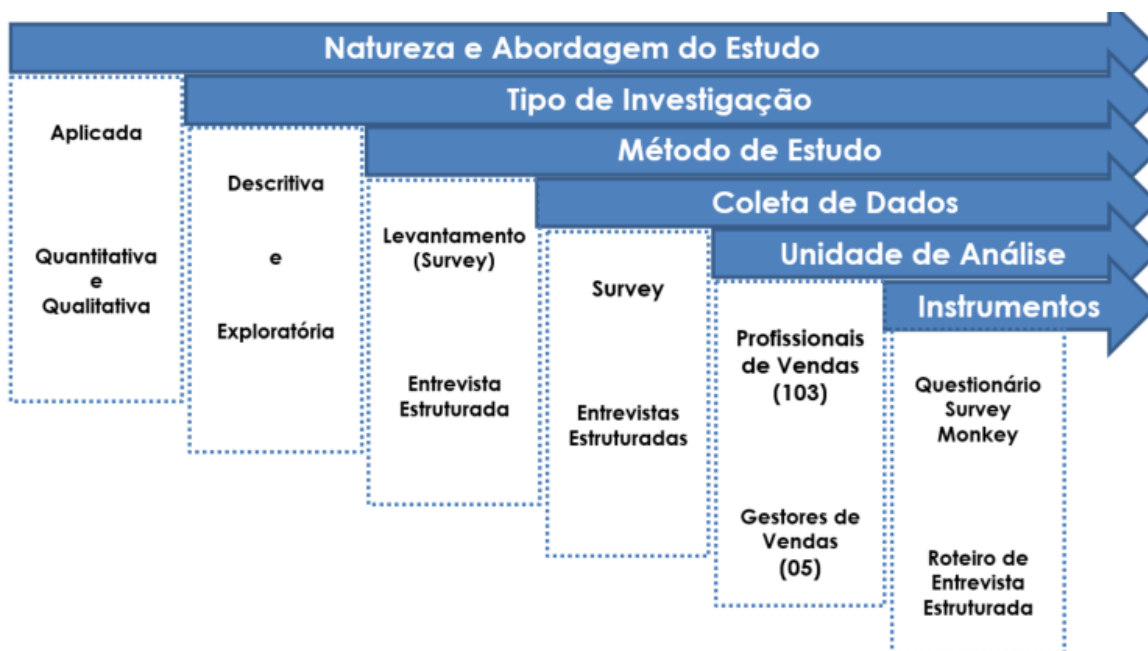 Natureza e Abordagem do Estudo
Tipo de Investigação
Método de Estudo
Coleta de Dados
Unidade de Análise
Instrumentos
Aplicada
Quantitativa
e
Qualitativa
Descritiva
e
Exploratória
Levantamento
(Survey)
Entrevista
Estruturada
Survey
Entrevistas
Estruturadas
Profissionais
de Vendas
(103)
Gestores de
Vendas
(05)
Questionário
Survey
Monkey
Roteiro de
Entrevista
Estruturada